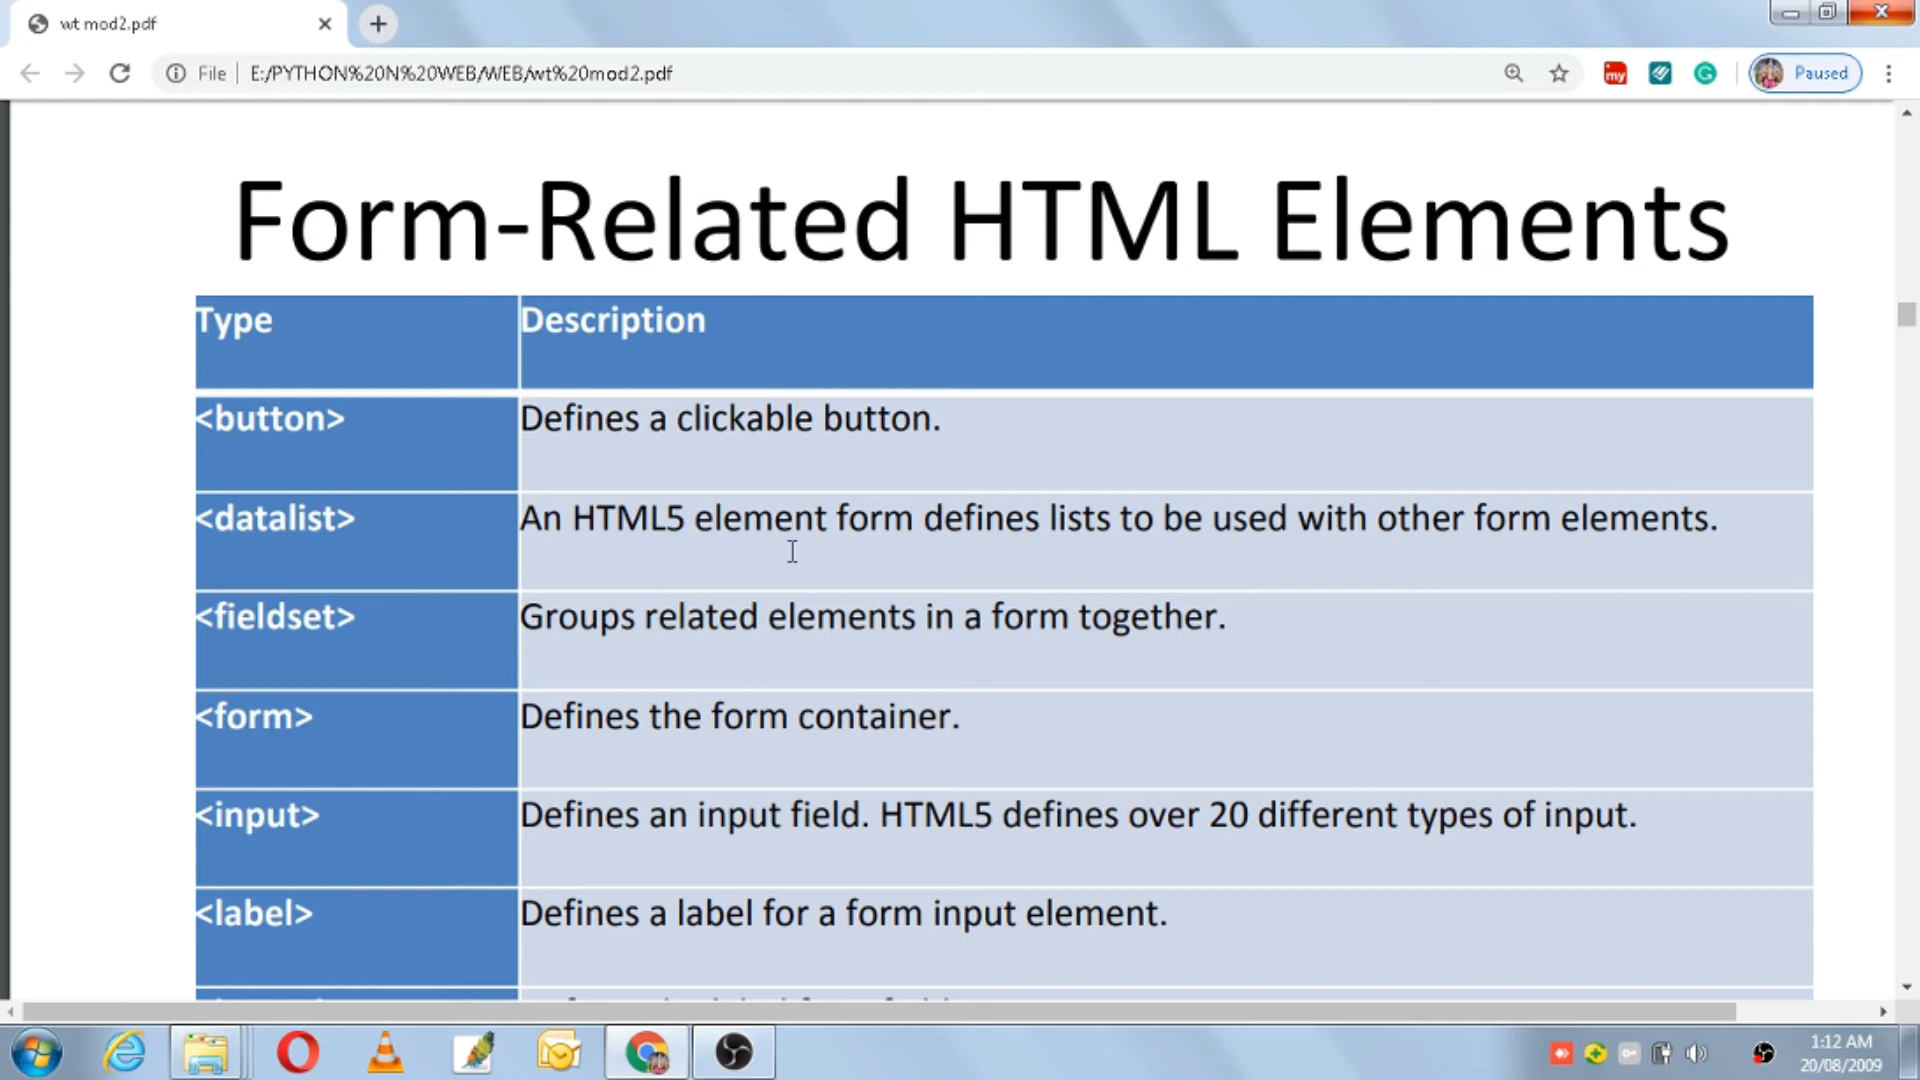 wt mod2.pdf
File
E:/PYTHON%20N%20WEB/WEB/wt%20mod2.pdf
my
G
Paused
Form-Related HTML Elements
Type
Description
<button>
Defines a clickable button.
<datalist>
An HTML5 element form defines lists to be used with other form elements.
<fieldset>
Groups related elements in a form together.
<form>
Defines the form container.
<input>
Defines an input field. HTML5 defines over 20 different types of input.
<label>
Defines a label for a form input element.
1:12 AM
20/08/2009